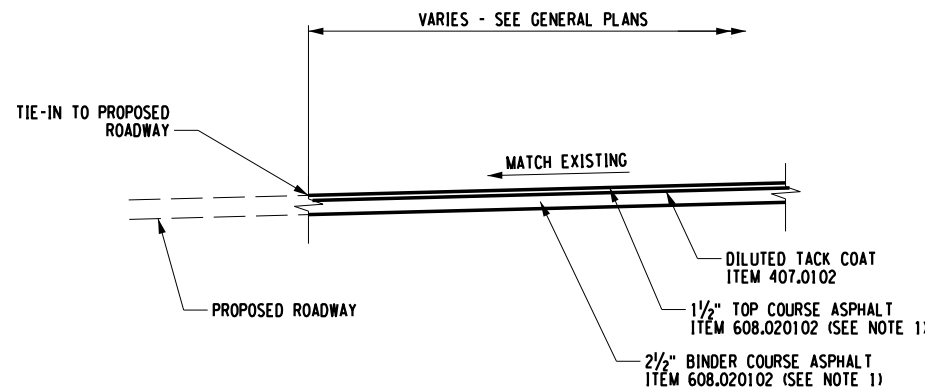 VARIES - SEE GENERAL PLANS
TIE-IN TO PROPOSED
ROADWAY
MATCH EXISTING
DILUTED TACK COAT
ITEM 407.0102
PROPOSED ROADWAY
1½" TOP COURSE ASPHALT
ITEM 608.020102 (SEE NOTE 1)
2½" BINDER COURSE ASPHALT
ITEM 608.020102 (SEE NOTE 1)